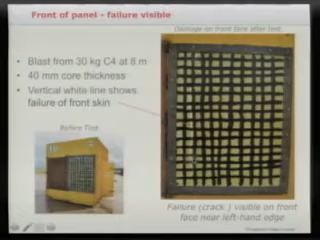 Front of panel - failure visible
Damage on front face after test
• Blast from 30 kg C4 at 8 m
• 40 mm core thickness
• Vertical white line shows
failure of front skin
Before Test
Failure (crack ) visible on front
face near left-hand edge